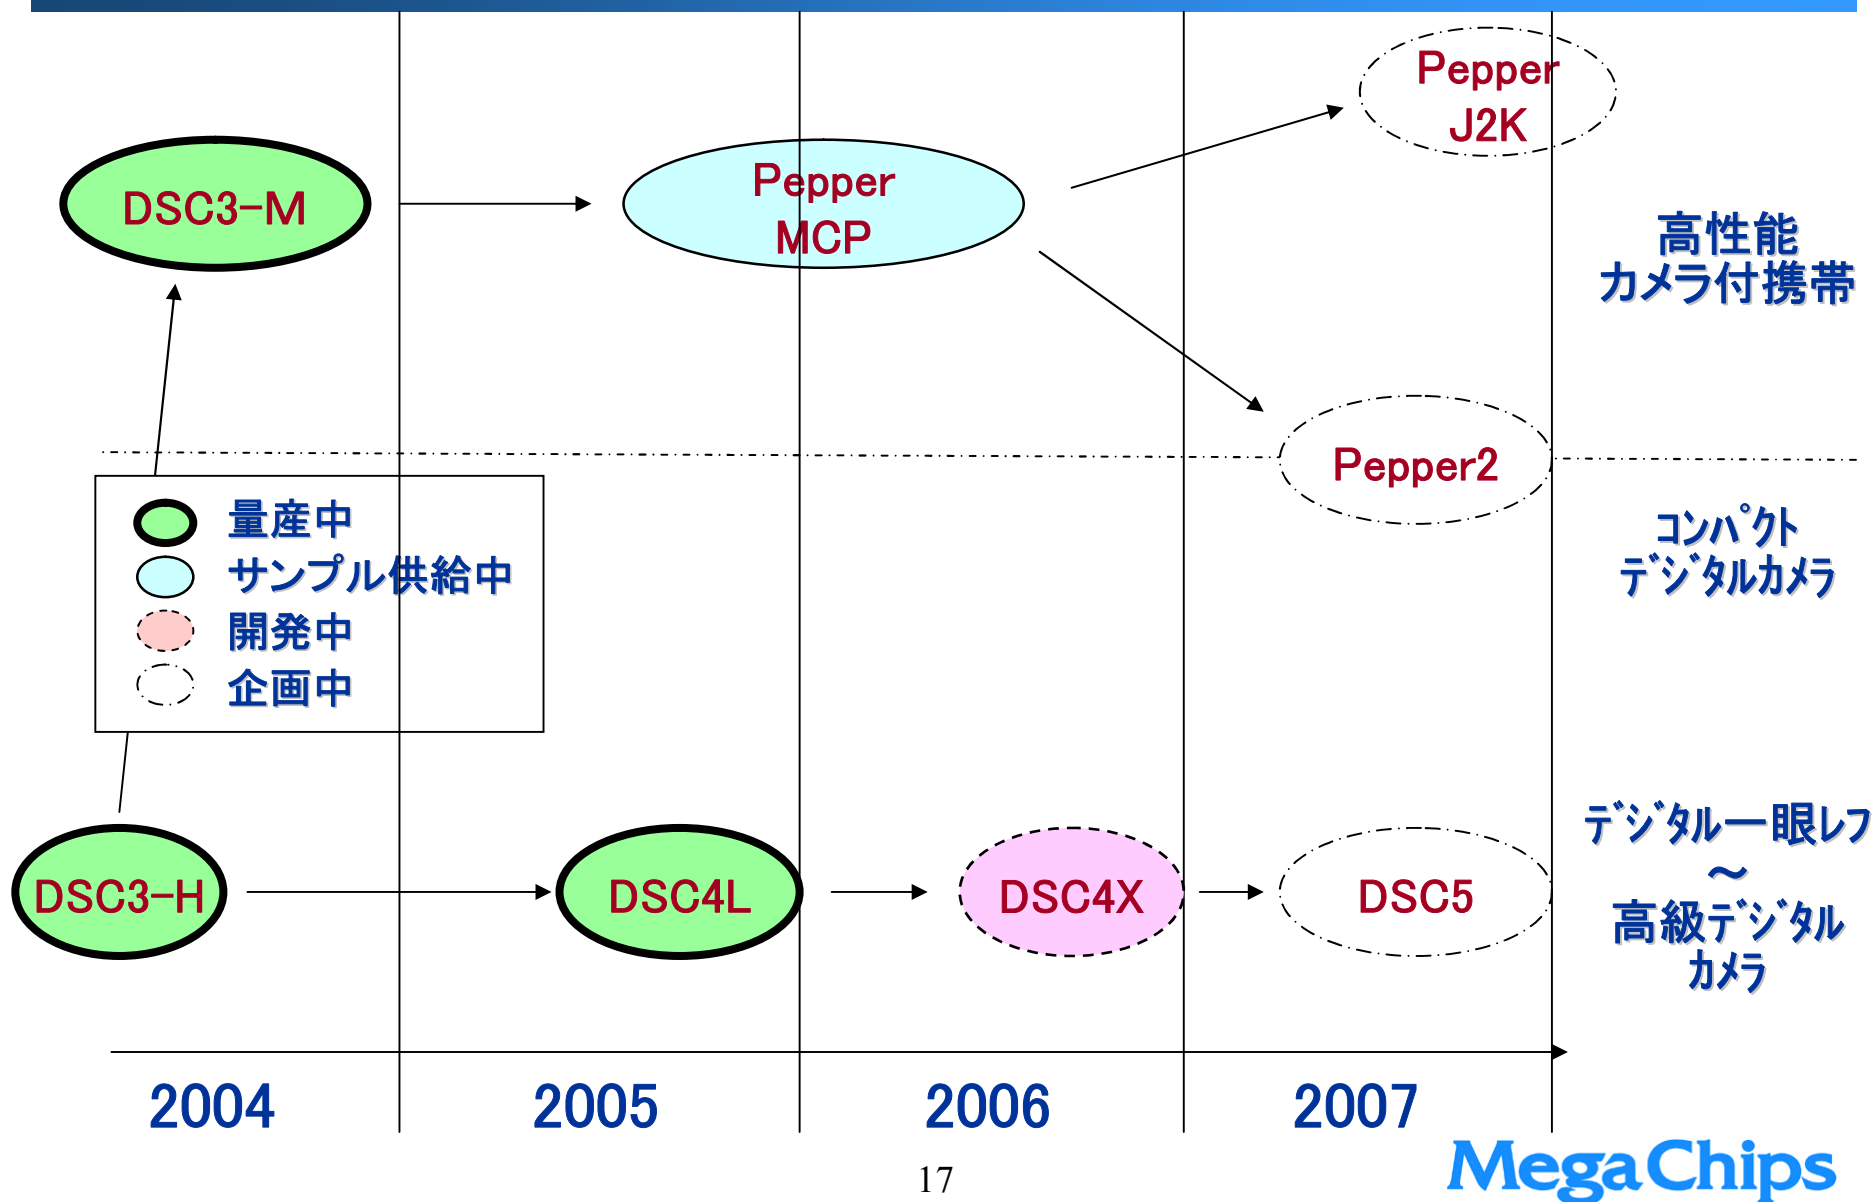 Pepper
J2K
DSC3-M
Pepper
MCP
高性能
カメラ付携帯
Pepper2
量産中
サンプル供給中
開発中
企画中
コンパクト
デジタルカメラ
DSC3-H
DSC4L
DSC4X
DSC5
デジタル一眼レフ
~
高級デジタル
カメラ
2004
2005
2006
2007
17
MegaChips